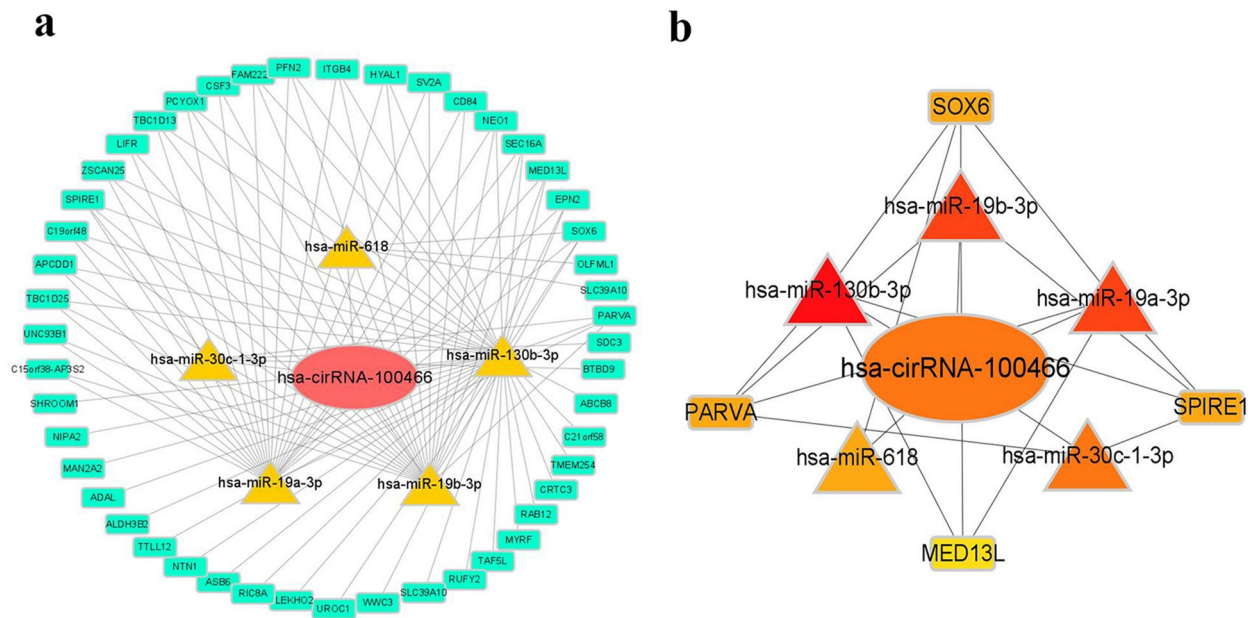 a
b
PFN2
ITGB4
HYAL1
FAM222
SV2A
CSF3
CD84
PCYOX1
NEO1
TBC1D13
SEC16A
LIFR
MED13L
ZSCAN25
EPN2
SPIRE1
SOX6
C19orf48
hsa-miR-618
OLFML1
APCDD1
SLC39A10
TBC1D25
PARVA
UNC93B1
SDC3
hsa-miR-30c-1-3p
hsa-miR-130b-3p
C15orf38-AP3S2
hsa-cirRNA-100466
BTBD9
SHROOM1
ABCB8
NIPA2
C21orf58
MAN2A2
TMEM254
hsa-miR-19a-3p
hsa-miR-19b-3p
ADAL
CRTC3
ALDH3B2
RAB12
TTLL12
MYRF
NTN1
TAF5L
ASB6
RUFY2
RIC8A
SLC39A10
LEKHO2
WWC3
UROC1
SOX6
hsa-miR-19b-3p
hsa-miR-130b-3p
hsa-miR-19a-3p
hsa-cirRNA-100466
PARVA
SPIRE1
hsa-miR-618
hsa-miR-30c-1-3p
MED13L